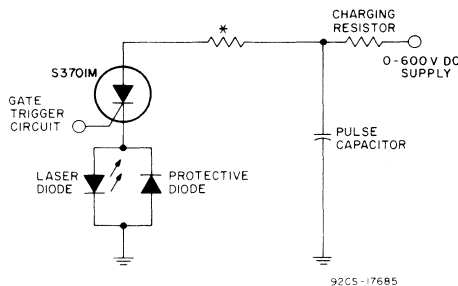 CHARGING
RESISTOR
*
0-600 V DC
SUPPLY
S3701M
GATE
TRIGGER
CIRCUIT
PULSE
CAPACITOR
LASER
DIODE
PROTECTIVE
DIODE
92CS-17685